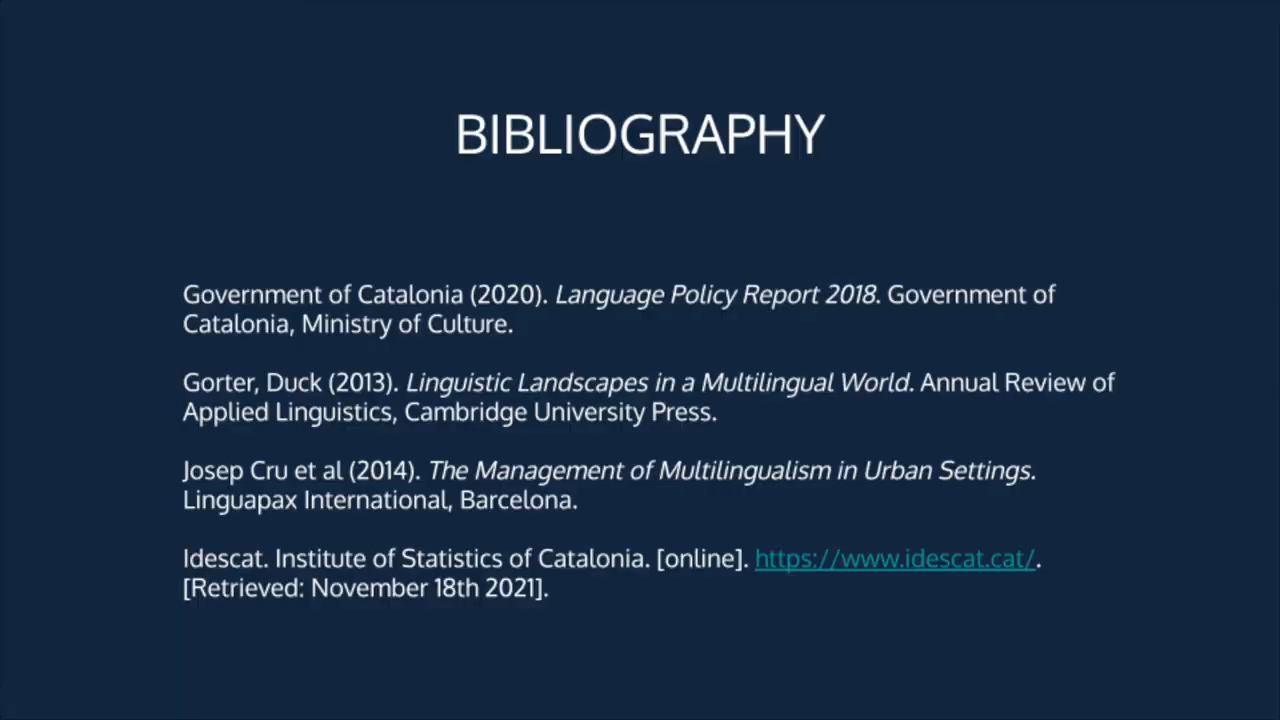 BIBLIOGRAPHY
Government of Catalonia (2020). Language Policy Report 2018. Government of
Catalonia, Ministry of Culture.
Gorter, Duck (2013). Linguistic Landscapes in a Multilingual World. Annual Review of
Applied Linguistics, Cambridge University Press.
Josep Cru et al (2014). The Management of Multilingualism in Urban Settings.
Linguapax International, Barcelona.
Idescat. Institute of Statistics of Catalonia. [online]. https://www.idescat.cat/.
[Retrieved: November 18th 2021].